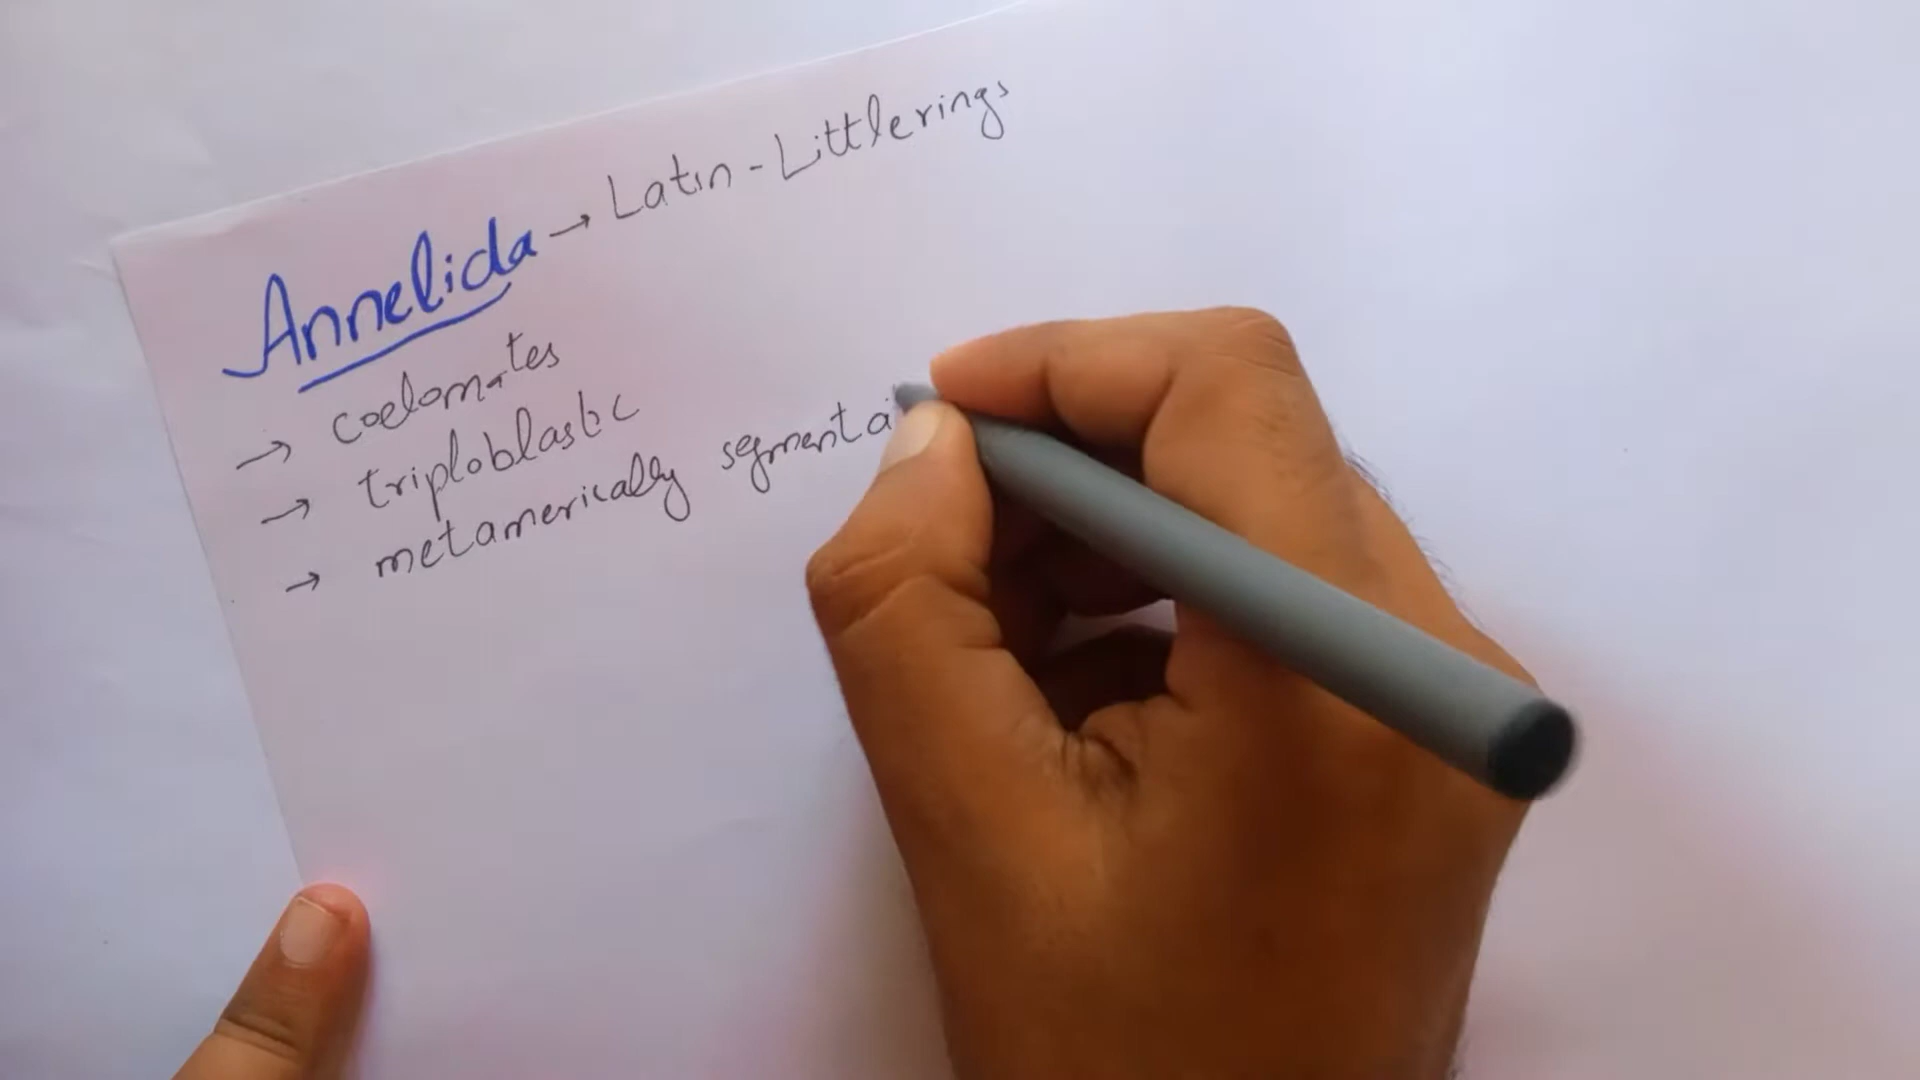 Annelida → Latin - Little rings
→ coelomates
→ triploblastic
→ metamerically segmenta